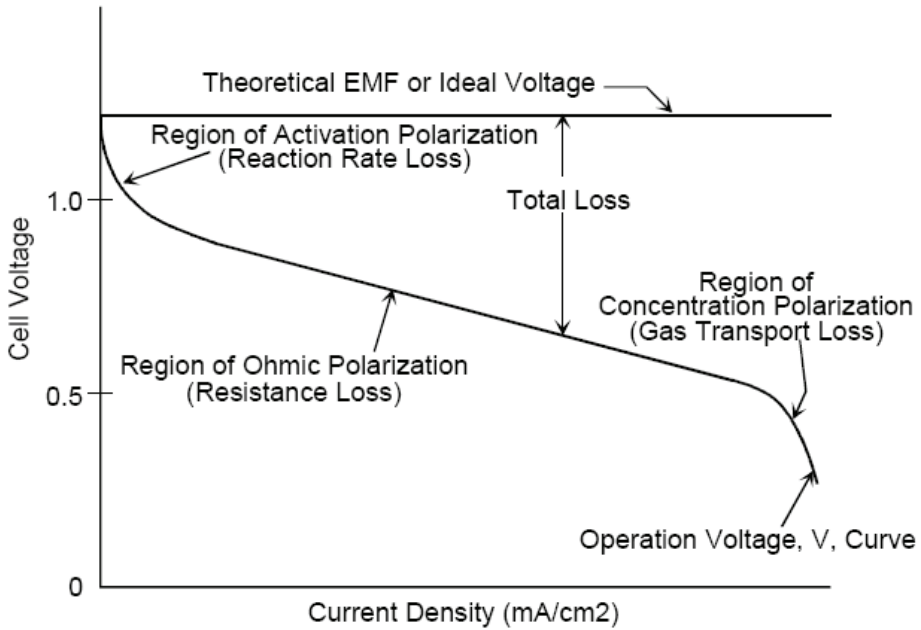 Theoretical EMF or Ideal Voltage
Region of Activation Polarization
(Reaction Rate Loss)
1.0
Total Loss
Cell Voltage
Region of
Concentration Polarization
(Gas Transport Loss)
Region of Ohmic Polarization
(Resistance Loss)
0.5
Operation Voltage, V, Curve
0
Current Density (mA/cm2)